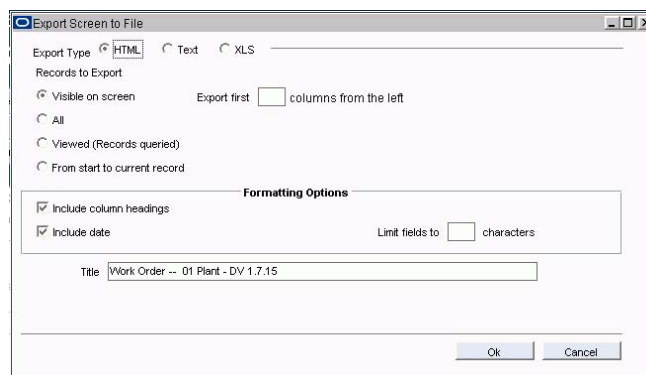 Export Screen to File
Export Type HTML Text XLS
Records to Export
Visible on screen Export first columns from the left
All
Viewed (Records queried)
From start to current record
Formatting Options
Include column headings
Include date Limit fields to characters
Title Work Order -- 01 Plant - DV 1.7.15
Ok Cancel